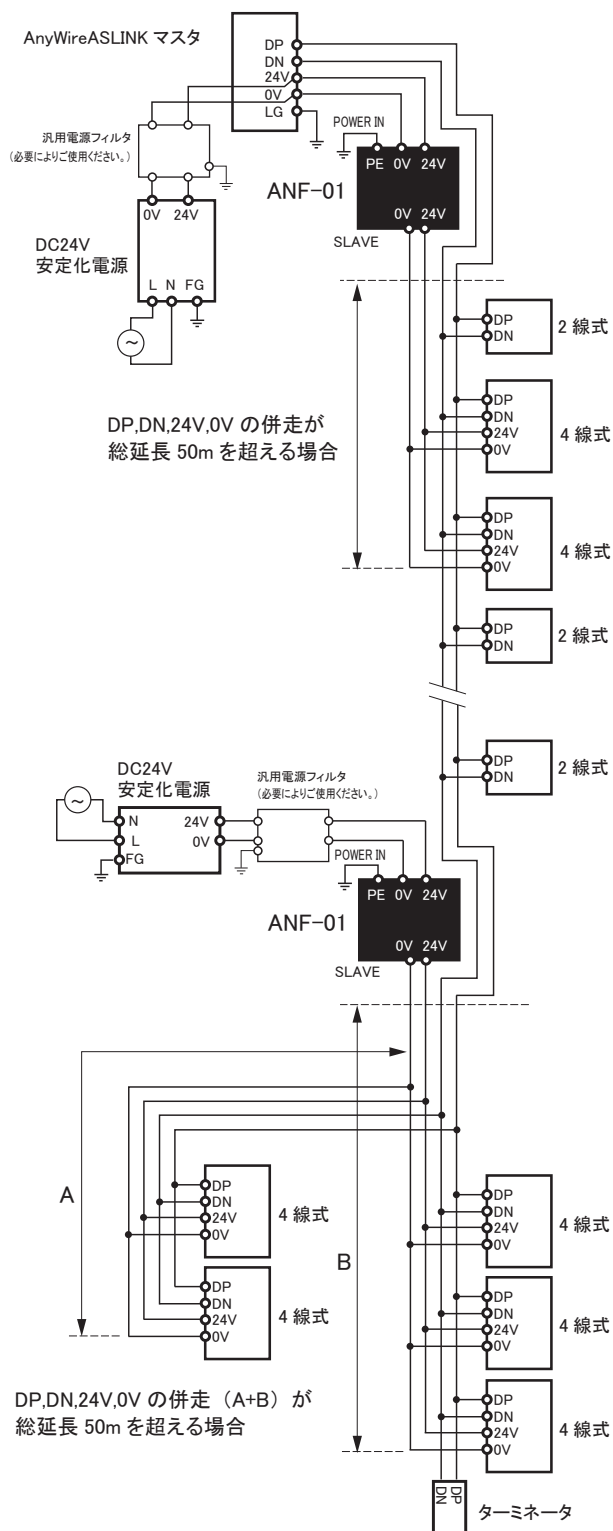 AnyWireASLINK マスタ
DP
DN
24V
0V
LG
汎用電源フィルタ
(必要によりご使用ください。)
POWER IN
PE 0V 24V
ANF-01
0V 24V
SLAVE
0V 24V
DC24V
安定化電源
L N FG
～
DP
DN
2 線式
DP,DN,24V,0V の併走が
総延長 50m を超える場合
DP
DN
24V
0V
4 線式
DP
DN
24V
0V
4 線式
DP
DN
2 線式
DP
DN
2 線式
DC24V
安定化電源
汎用電源フィルタ
(必要によりご使用ください。)
～
N
L
FG
24V
0V
POWER IN
PE 0V 24V
ANF-01
0V 24V
SLAVE
A
B
DP
DN
24V
0V
4 線式
DP
DN
24V
0V
4 線式
DP
DN
24V
0V
4 線式
DP
DN
24V
0V
4 線式
DP
DN
24V
0V
4 線式
DP,DN,24V,0V の併走（A+B）が
総延長 50m を超える場合
DN
DP
ターミネータ